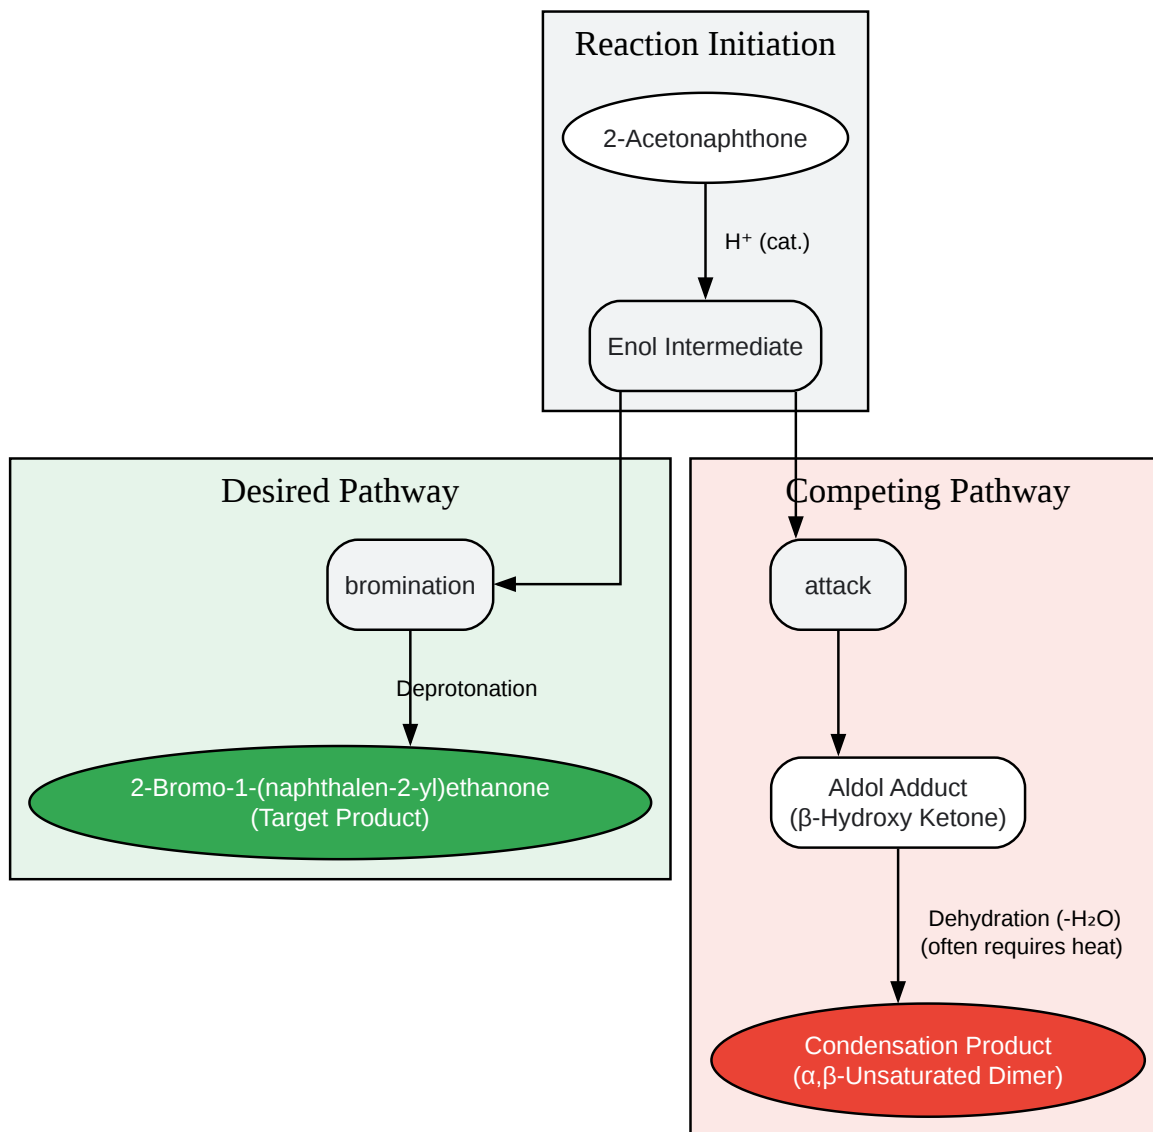 Reaction Initiation
2-Acetonaphthone
H⁺ (cat.)
Enol Intermediate
Desired Pathway
bromination
Deprotonation
2-Bromo-1-(naphthalen-2-yl)ethanone
(Target Product)
Competing Pathway
attack
Aldol Adduct
(β-Hydroxy Ketone)
Dehydration (-H₂O)
(often requires heat)
Condensation Product
(α,β-Unsaturated Dimer)